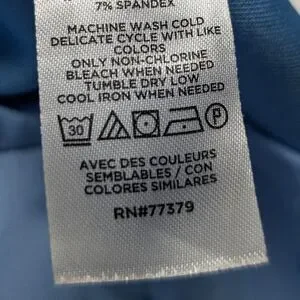 7% SPANDEX
MACHINE WASH COLD
DELICATE CYCLE WITH LIKE
COLORS
ONLY NON-CHLORINE
BLEACH WHEN NEEDED
TUMBLE DRY LOW
COOL IRON WHEN NEEDED
30 P
AVEC DES COULEURS
SEMBLABLES / CON
COLORES SIMILARES
RN#77379